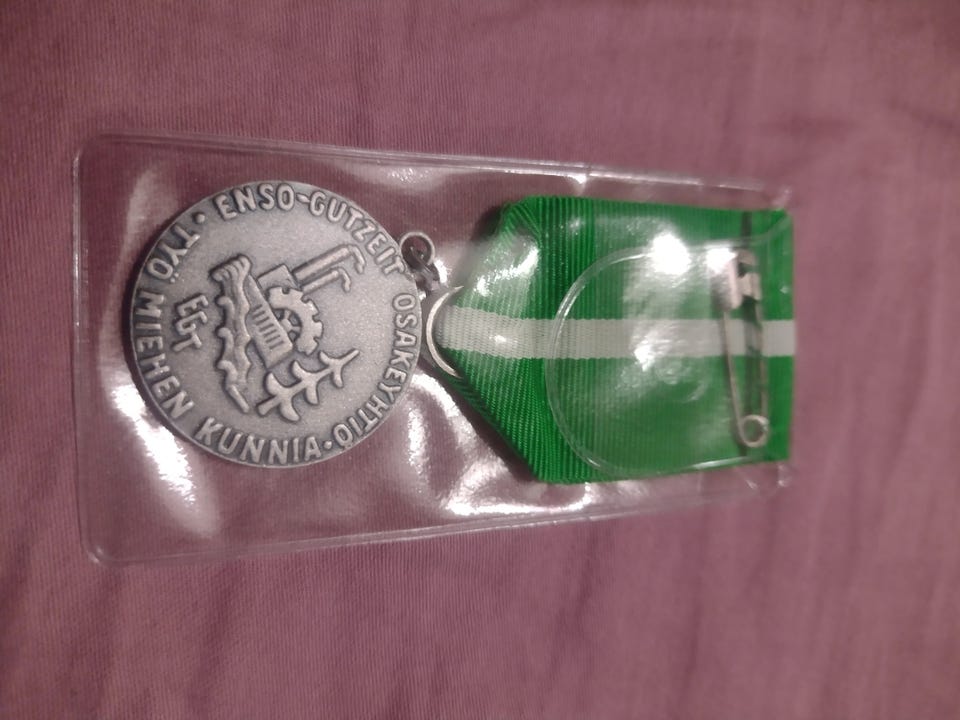 ENSO-GUTZEIT OSAKEYHTIÖ
TYÖ MIEHEN KUNNIA
EGT